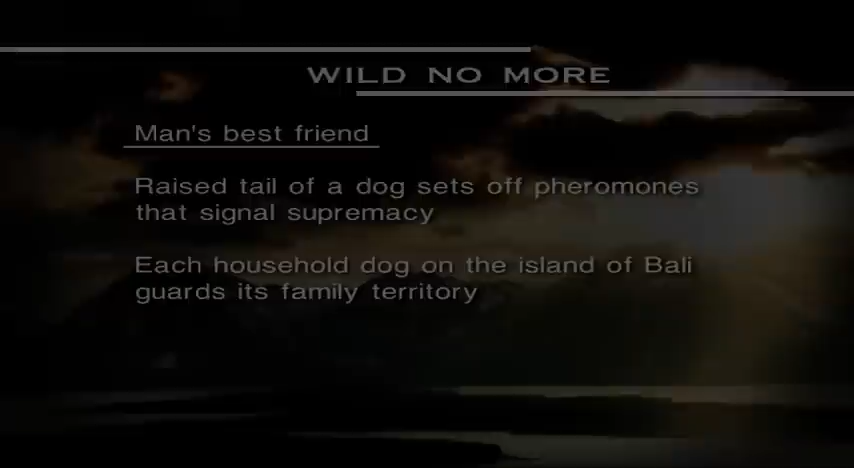 WILD NO MORE
Man's best friend
Raised tail of a dog sets off pheromones
that signal supremacy
Each household dog on the island of Bali
guards its family territory